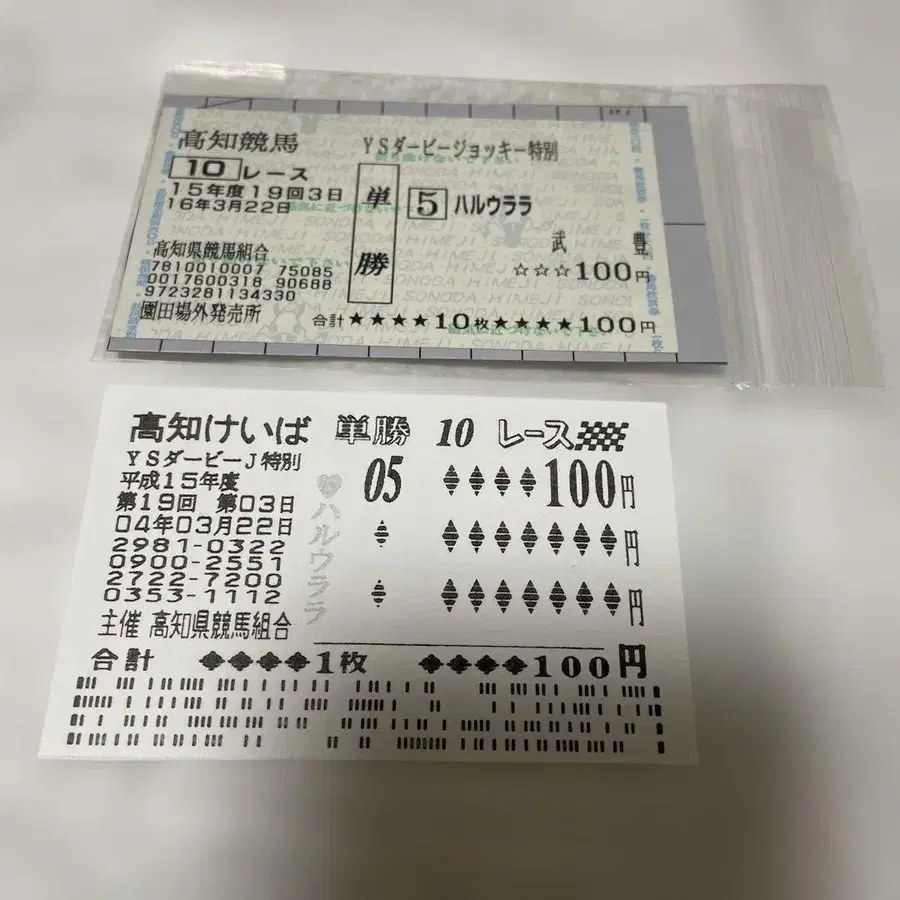 高知競馬
YSダービージョッキー特別
10レース
15年度19回3日
16年3月22日
単勝
5 ハルウララ
武 豊
☆☆☆100円
高知県競馬組合
7810010007 75085
0017600318 90688
9723281134330
園田場外発売所
合計★★★★10枚★★★★100円
高知けいば 単勝 10 レース
YSダービーJ特別
平成15年度
第19回 第03日
04年03月22日
2981-0322
0900-2551
2722-7200
0353-1112
主催 高知県競馬組合
♥ハルウララ
05 ♦♦♦♦100円
♦ ♦♦♦♦♦♦♦円
♦ ♦♦♦♦♦♦♦円
合計 ◆◆◆◆1枚 ◆◆◆◆100円